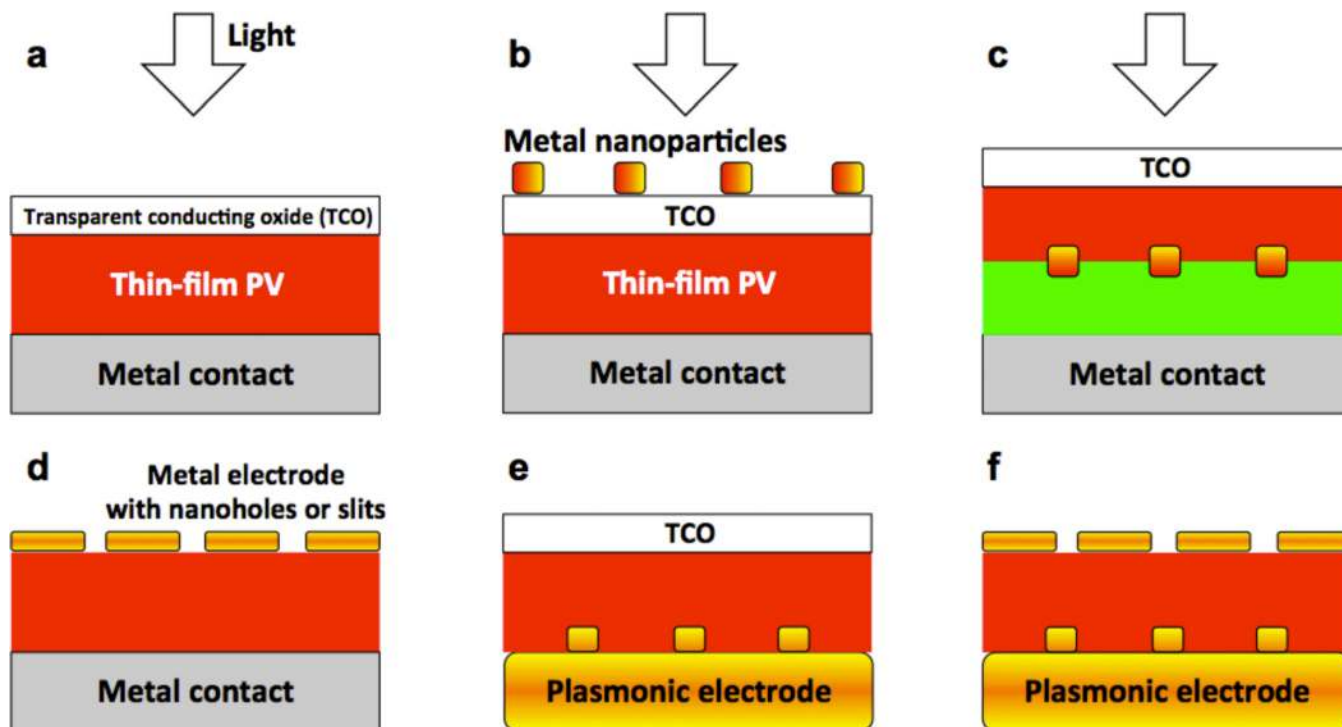 a
Light
Transparent conducting oxide (TCO)
Thin-film PV
Metal contact
b
Metal nanoparticles
TCO
Thin-film PV
Metal contact
c
TCO
Metal contact
d
Metal electrode
with nanoholes or slits
Metal contact
e
TCO
Plasmonic electrode
f
Plasmonic electrode